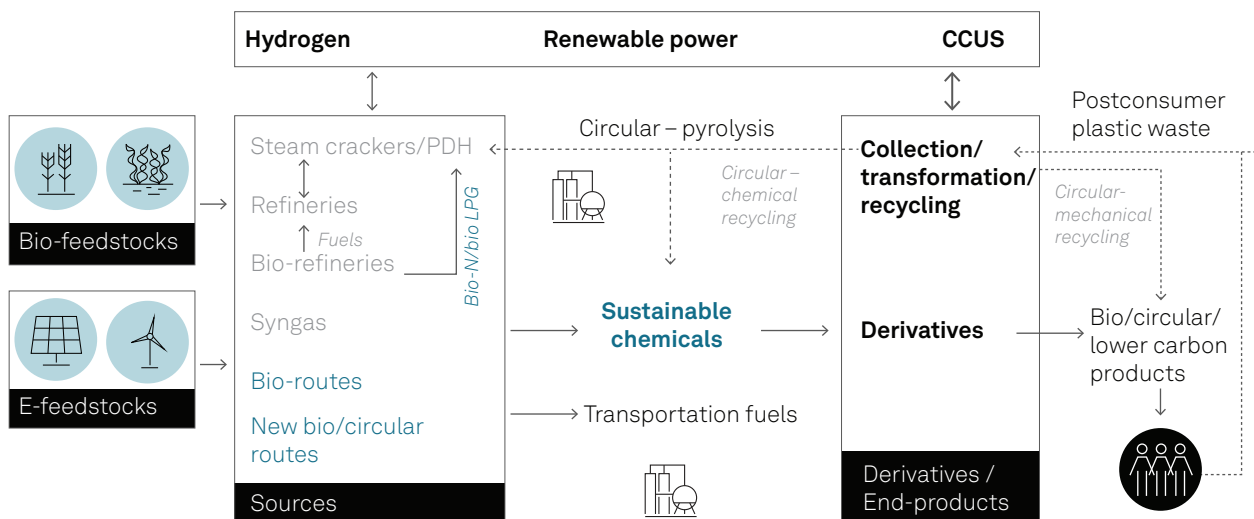 Hydrogen
Renewable power
CCUS
Bio-feedstocks
E-feedstocks
Steam crackers/PDH
Refineries
Fuels
Bio-refineries
Bio-N/bio LPG
Syngas
Bio-routes
New bio/circular
routes
Sources
Circular – pyrolysis
Circular –
chemical
recycling
Sustainable
chemicals
Transportation fuels
Collection/
transformation/
recycling
Derivatives
Derivatives /
End-products
Postconsumer
plastic waste
Circular-
mechanical
recycling
Bio/circular/
lower carbon
products